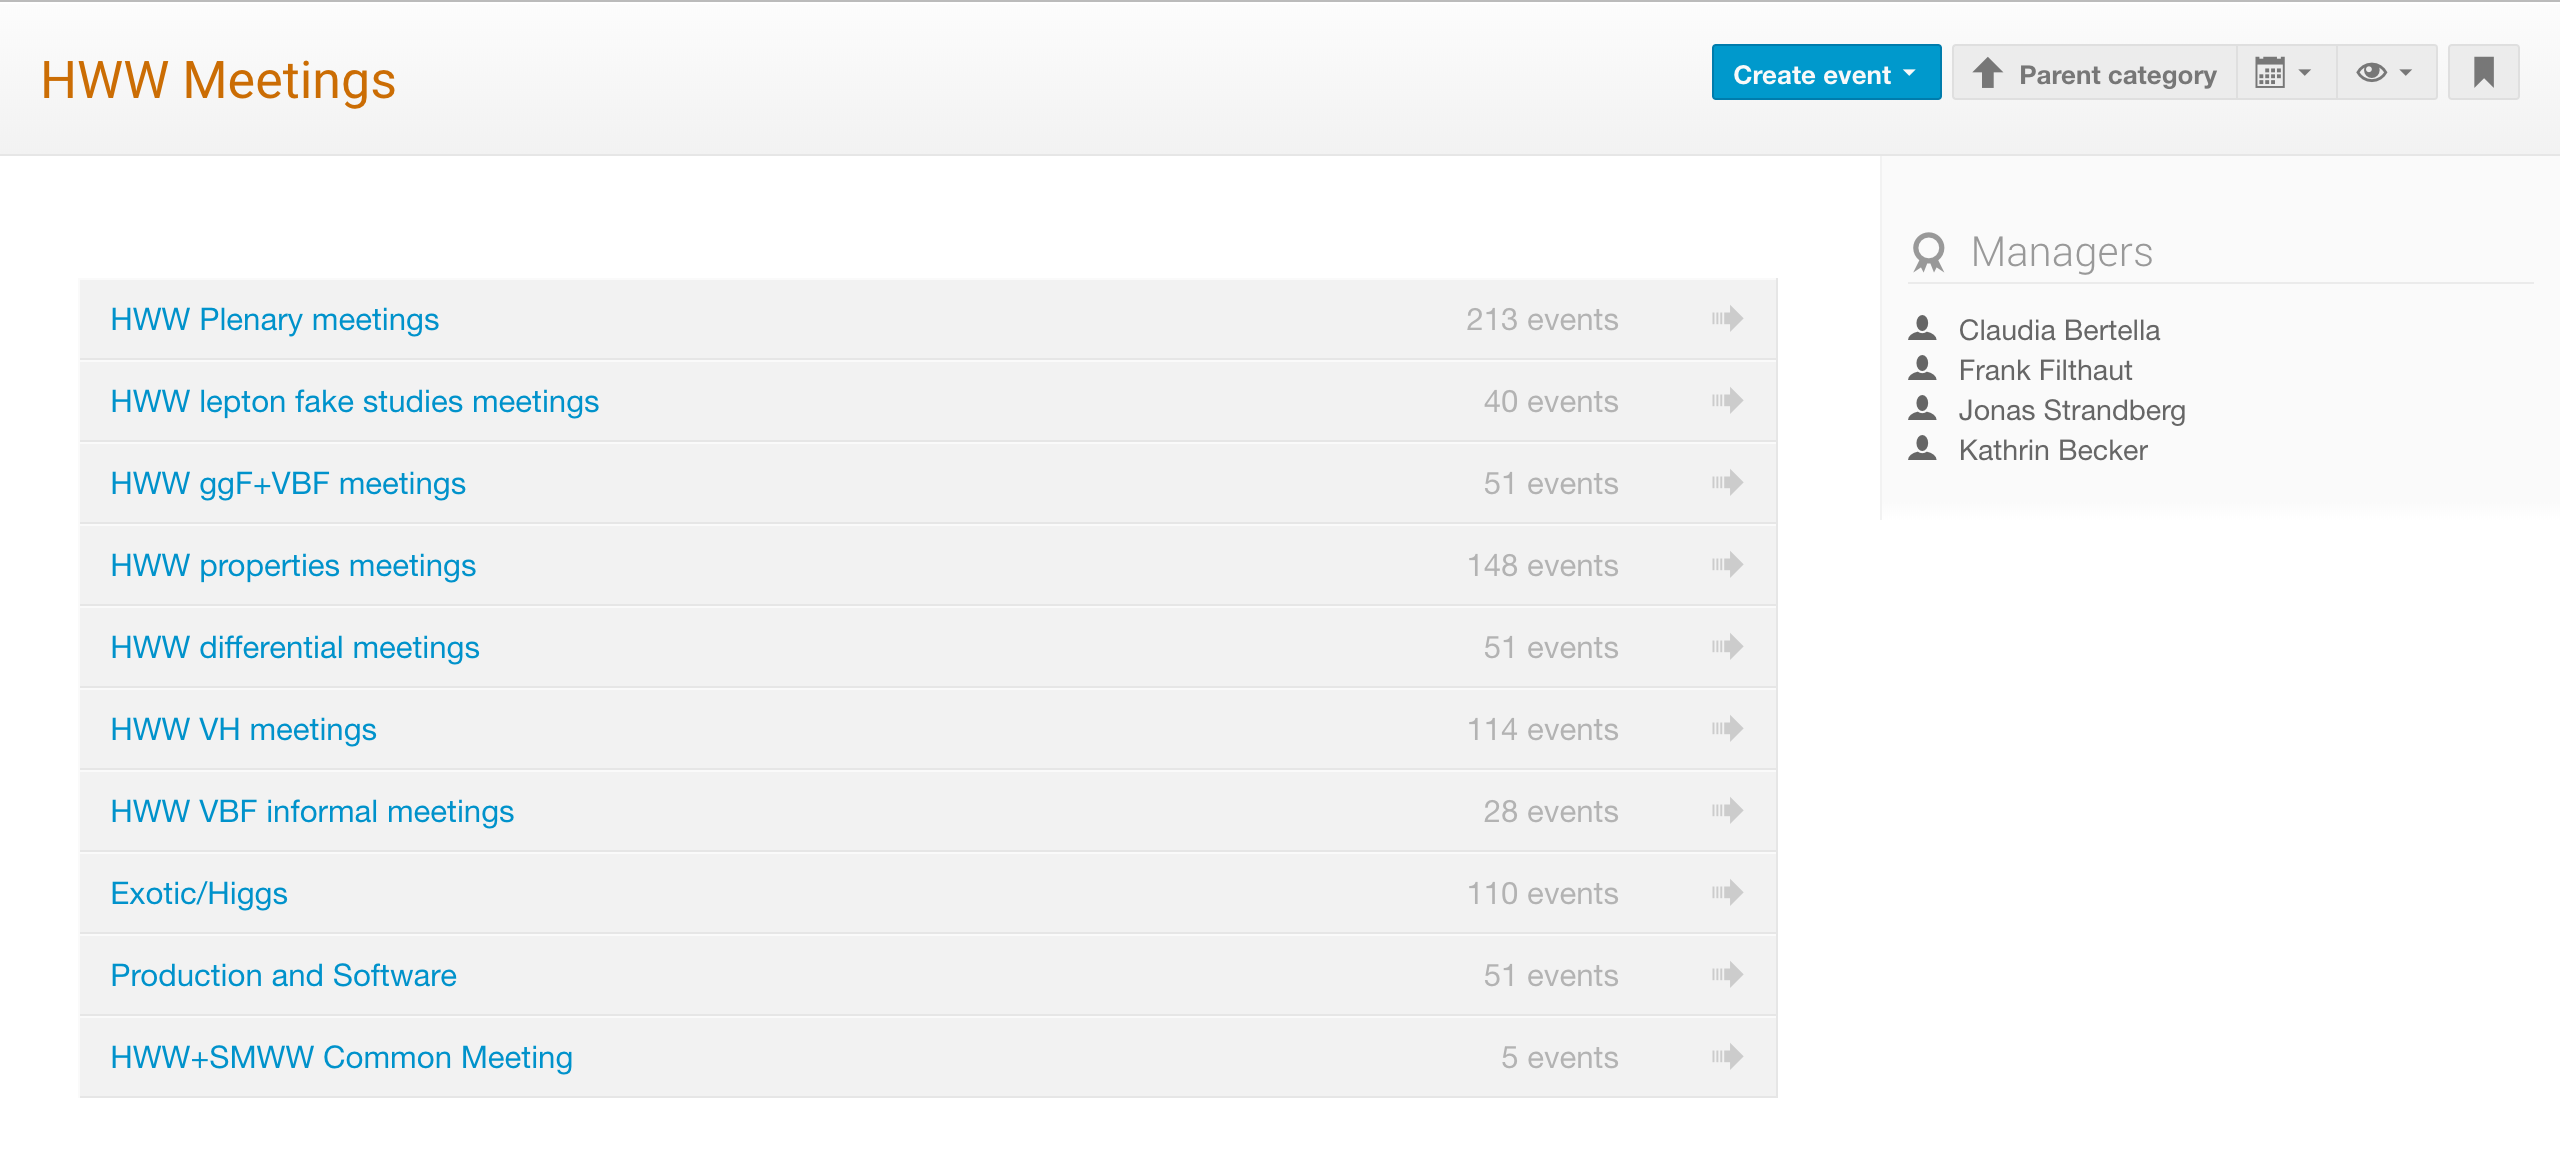 HWW Meetings
Create event
Parent category
HWW Plenary meetings 213 events
HWW lepton fake studies meetings 40 events
HWW ggF+VBF meetings 51 events
HWW properties meetings 148 events
HWW differential meetings 51 events
HWW VH meetings 114 events
HWW VBF informal meetings 28 events
Exotic/Higgs 110 events
Production and Software 51 events
HWW+SMWW Common Meeting 5 events
Managers
Claudia Bertella
Frank Filthaut
Jonas Strandberg
Kathrin Becker